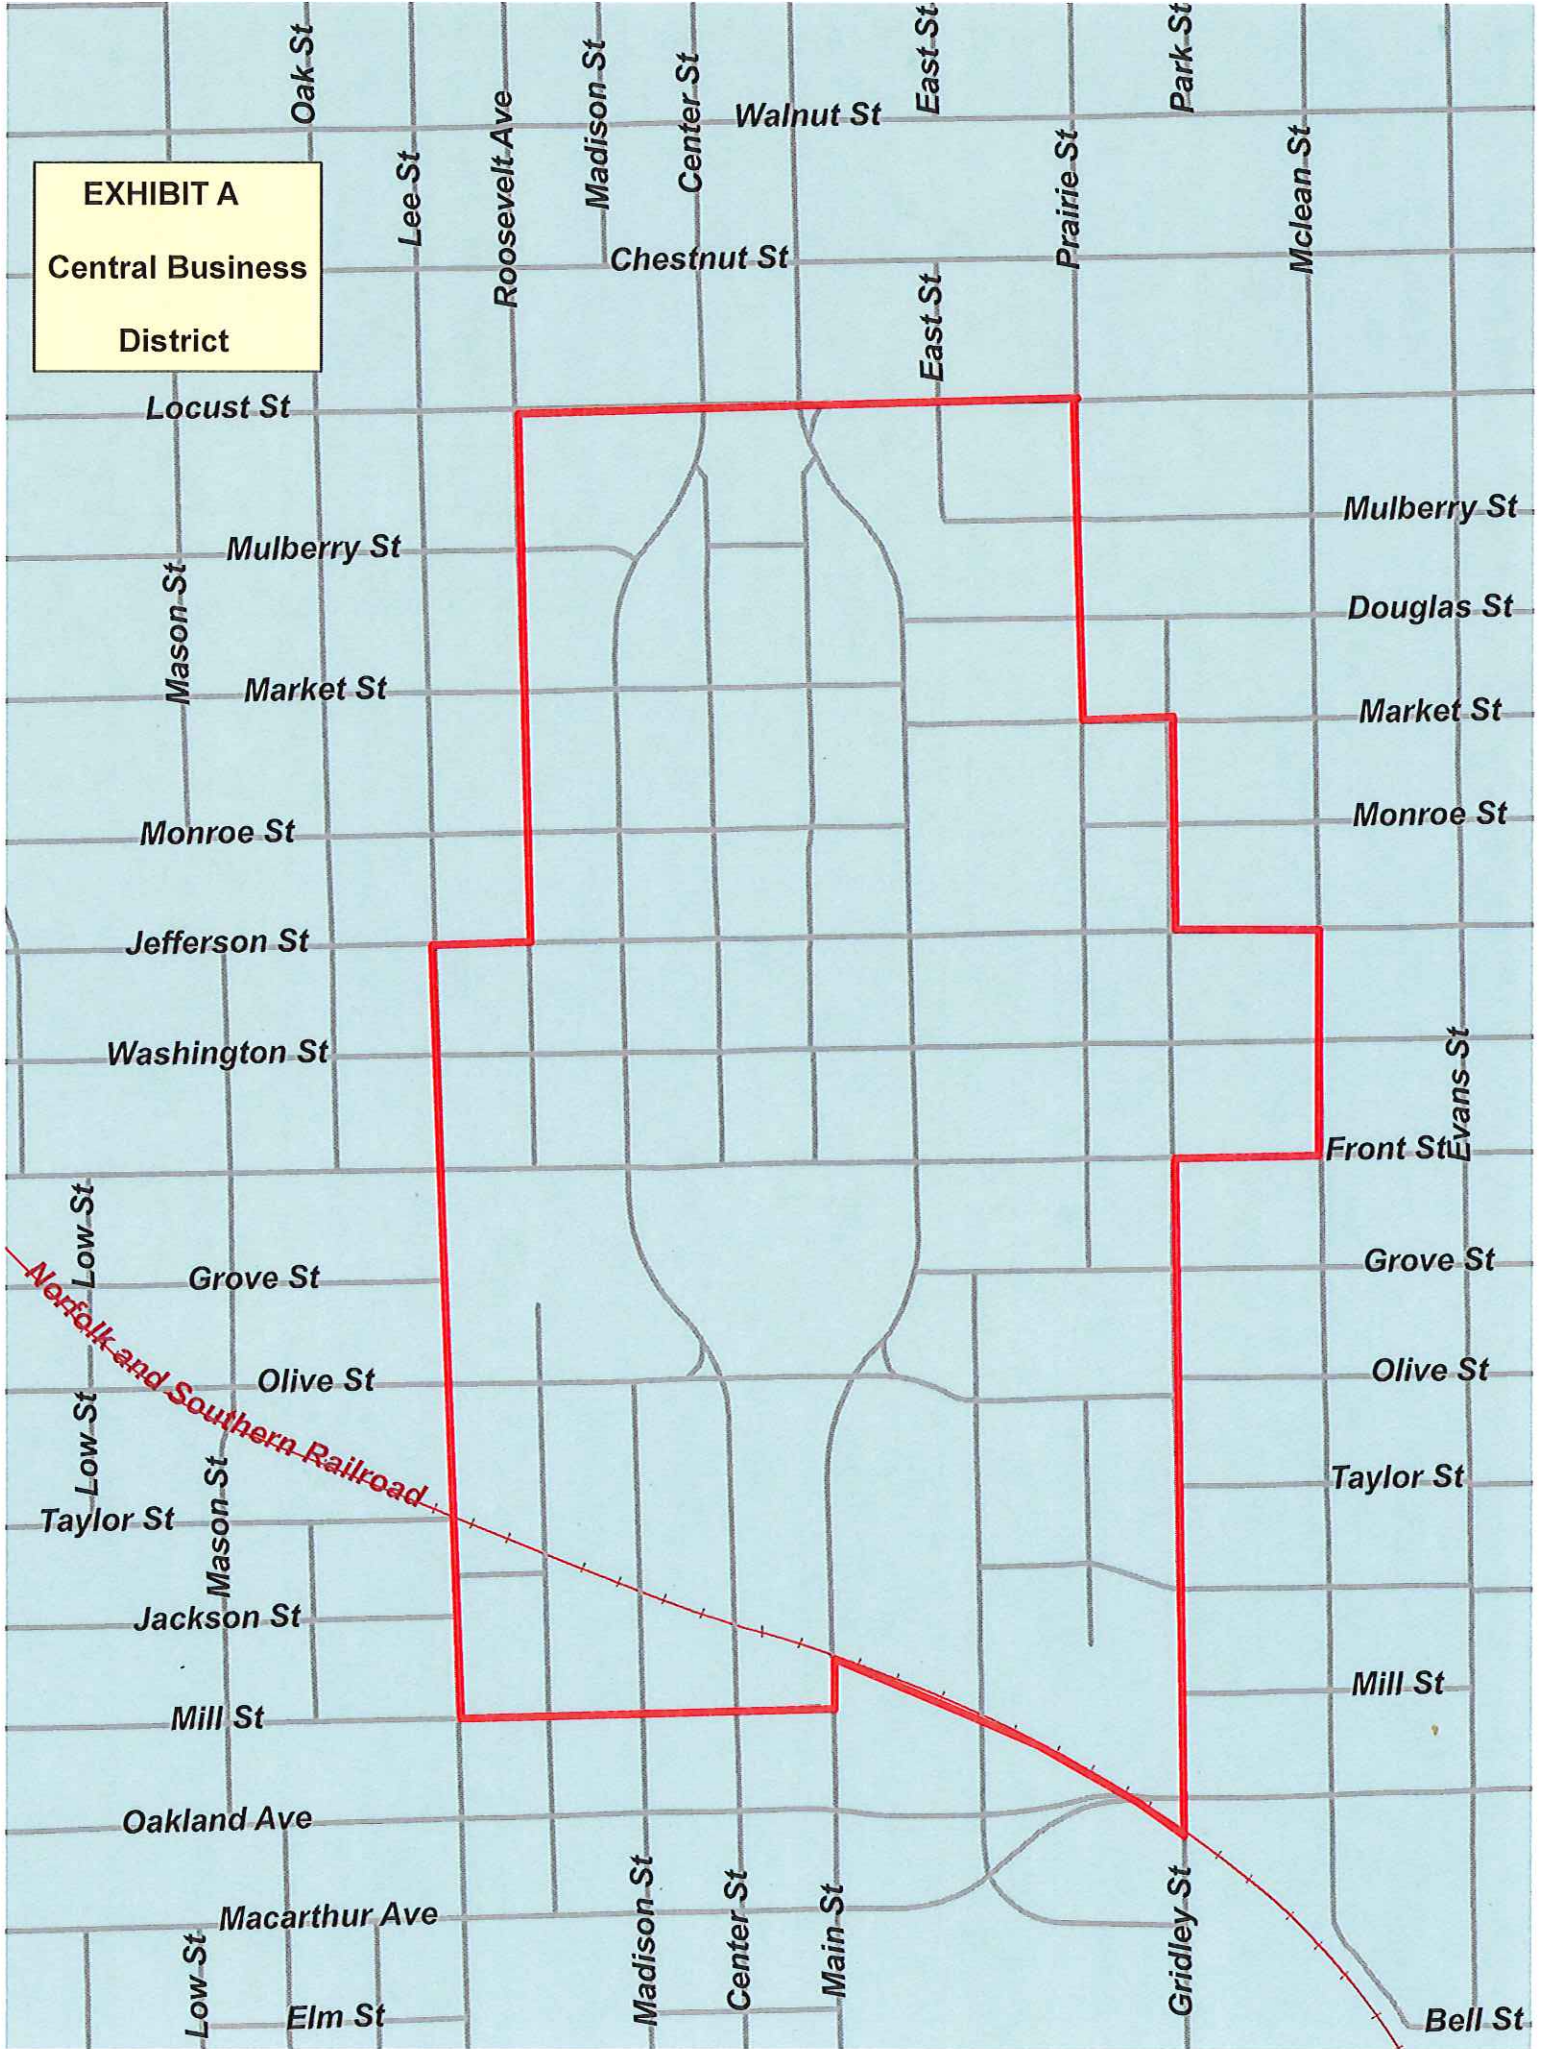 Oak St
Lee St
Roosevelt Ave
Madison St
Center St
Walnut St
East St
Prairie St
Park St
Mclean St
EXHIBIT A
Central Business
District
Chestnut St
East St
Locust St
Mulberry St
Mulberry St
Mason St
Douglas St
Market St
Market St
Monroe St
Monroe St
Jefferson St
Washington St
Evans St
Front St
Low St
Grove St
Grove St
Norfolk and Southern Railroad
Olive St
Olive St
Low St
Taylor St
Taylor St
Mason St
Jackson St
Mill St
Mill St
Oakland Ave
Macarthur Ave
Madison St
Center St
Main St
Gridley St
Low St
Elm St
Bell St